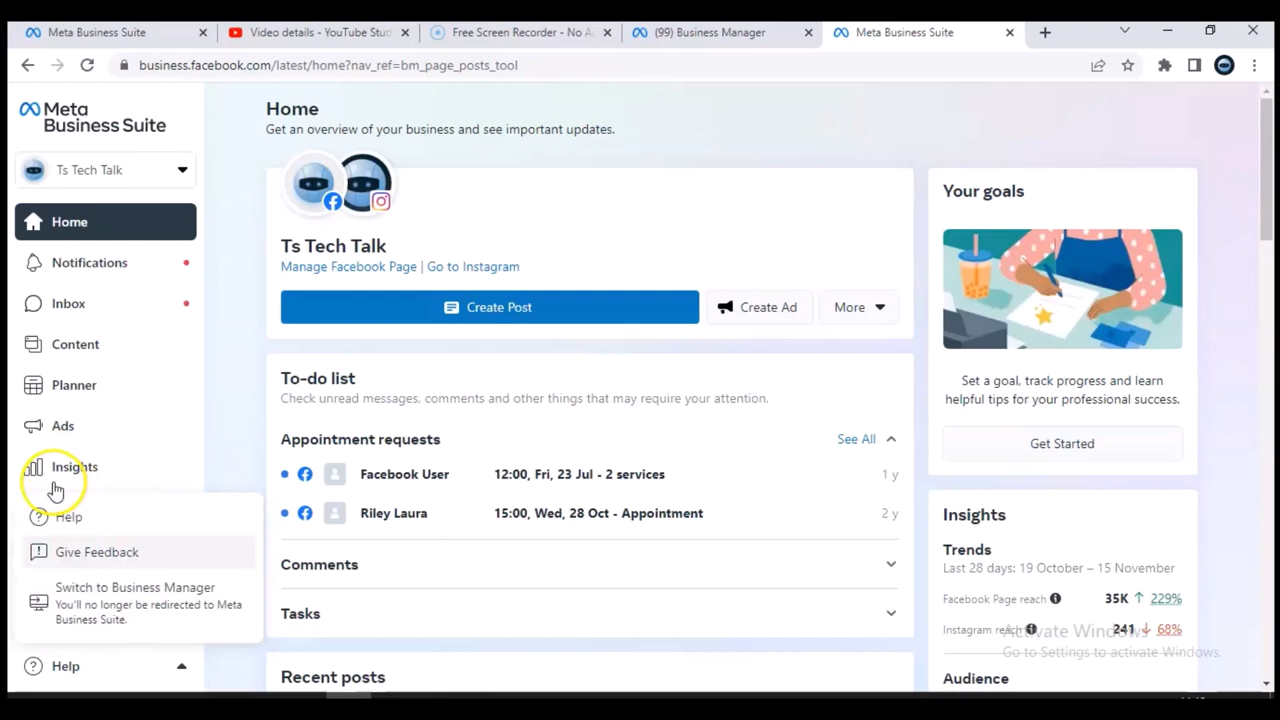 Meta Business Suite
Video details - YouTube Stud
Free Screen Recorder - No A
(99) Business Manager
Meta Business Suite
business.facebook.com/latest/home?nav_ref=bm_page_posts_tool
Meta
Business Suite
Ts Tech Talk
Home
Notifications
Inbox
Content
Planner
Ads
Insights
Help
Give Feedback
Switch to Business Manager
You'll no longer be redirected to Meta
Business Suite.
Help
Home
Get an overview of your business and see important updates.
Ts Tech Talk
Manage Facebook Page | Go to Instagram
Create Post
Create Ad
More
To-do list
Check unread messages, comments and other things that may require your attention.
Appointment requests
See All
Facebook User 12:00, Fri, 23 Jul - 2 services 1 y
Riley Laura 15:00, Wed, 28 Oct - Appointment 2 y
Comments
Tasks
Recent posts
Your goals
Set a goal, track progress and learn
helpful tips for your professional success.
Get Started
Insights
Trends
Last 28 days: 19 October – 15 November
Facebook Page reach 35K ↑ 229%
Instagram reach 241 ↓ 68%
Activate Windows
Go to Settings to activate Windows.
Audience